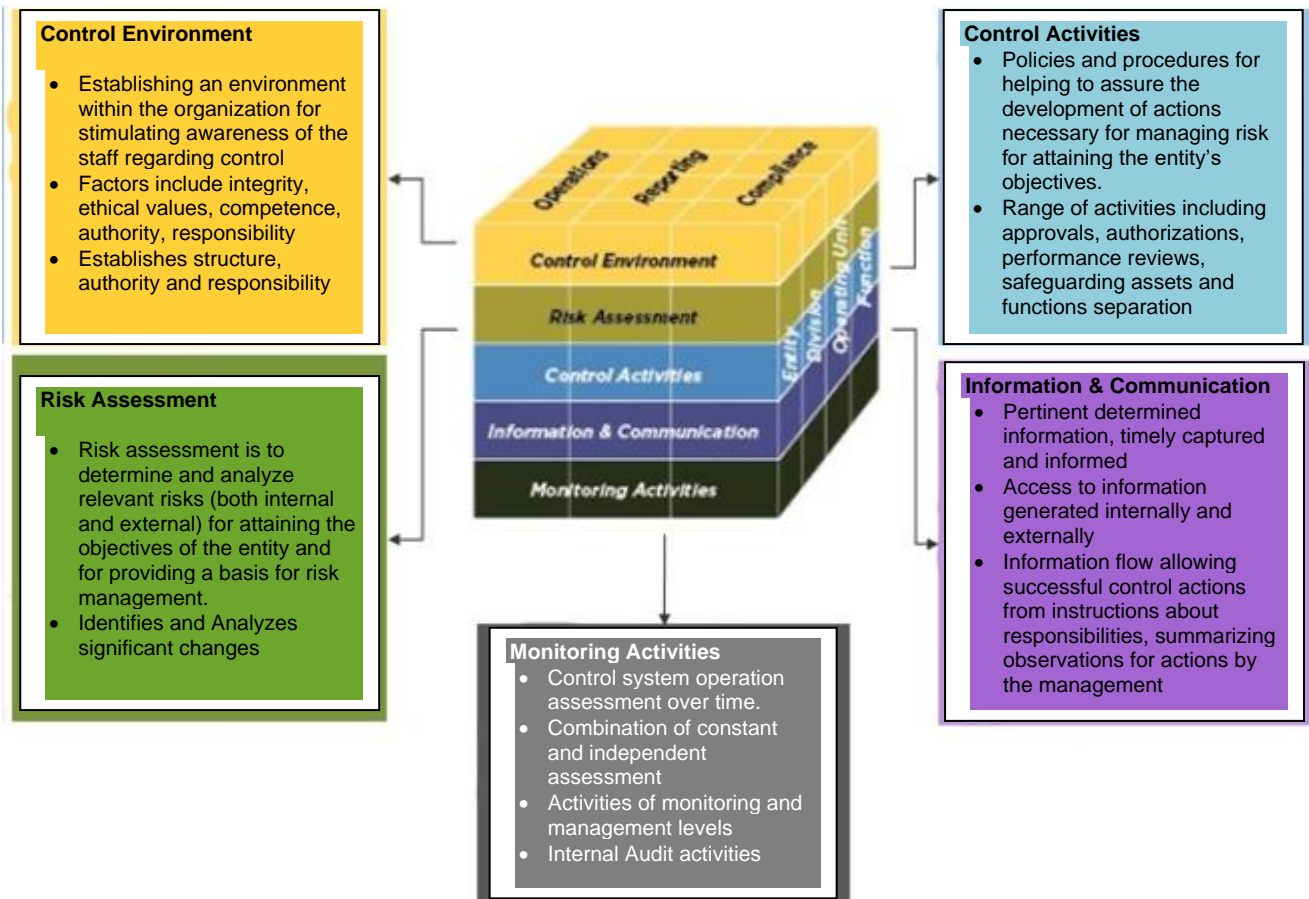 Control Environment
• Establishing an environment
within the organization for
stimulating awareness of the
staff regarding control
• Factors include integrity,
ethical values, competence,
authority, responsibility
• Establishes structure,
authority and responsibility
Control Activities
• Policies and procedures for
helping to assure the
development of actions
necessary for managing risk
for attaining the entity's
objectives.
• Range of activities including
approvals, authorizations,
performance reviews,
safeguarding assets and
functions separation
Operations
Reporting
Compliance
Control Environment
Risk Assessment
Control Activities
Information & Communication
Monitoring Activities
Entity
Division
Operating Unit
Function
Risk Assessment
• Risk assessment is to
determine and analyze
relevant risks (both internal
and external) for attaining the
objectives of the entity and
for providing a basis for risk
management.
• Identifies and Analyzes
significant changes
Information & Communication
• Pertinent determined
information, timely captured
and informed
• Access to information
generated internally and
externally
• Information flow allowing
successful control actions
from instructions about
responsibilities, summarizing
observations for actions by
the management
Monitoring Activities
• Control system operation
assessment over time.
• Combination of constant
and independent
assessment
• Activities of monitoring and
management levels
• Internal Audit activities